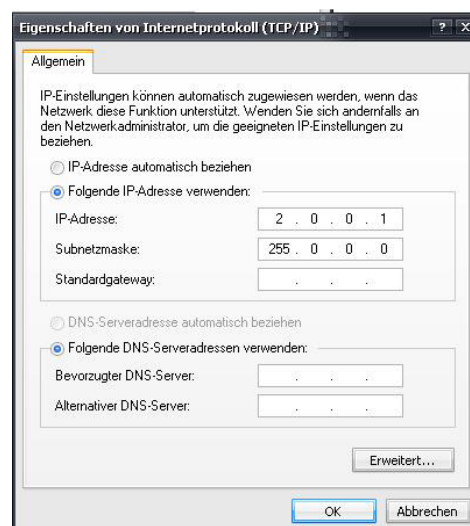 Eigenschaften von Internetprotokoll (TCP/IP)
Allgemein
IP-Einstellungen können automatisch zugewiesen werden, wenn das
Netzwerk diese Funktion unterstützt. Wenden Sie sich andernfalls an
den Netzwerkadministrator, um die geeigneten IP-Einstellungen zu
beziehen.
IP-Adresse automatisch beziehen
Folgende IP-Adresse verwenden:
IP-Adresse: 2 . 0 . 0 . 1
Subnetzmaske: 255 . 0 . 0 . 0
Standardgateway: . . .
DNS-Serveradresse automatisch beziehen
Folgende DNS-Serveradressen verwenden:
Bevorzugter DNS-Server: . . .
Alternativer DNS-Server: . . .
Erweitert...
OK Abbrechen